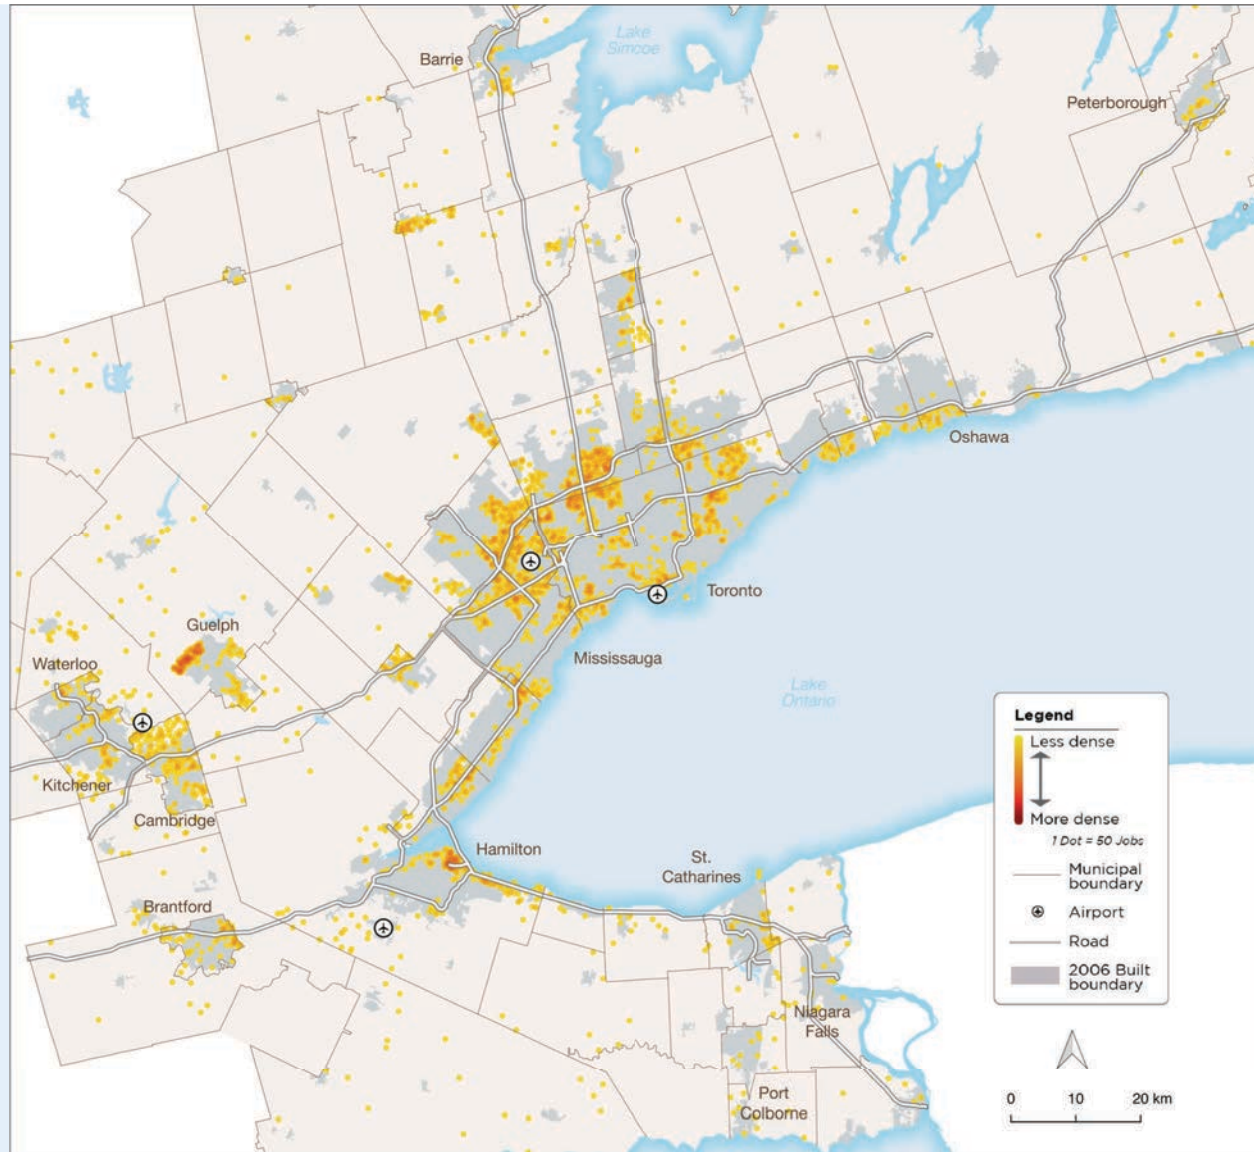 Lake
Simcoe
Barrie
Peterborough
Oshawa
Toronto
Guelph
Waterloo
Mississauga
Lake
Ontario
Kitchener
Cambridge
Hamilton
St.
Catharines
Brantford
Niagara
Falls
Port
Colborne
Legend
Less dense
More dense
1 Dot = 50 Jobs
Municipal
boundary
Airport
Road
2006 Built
boundary
0 10 20 km